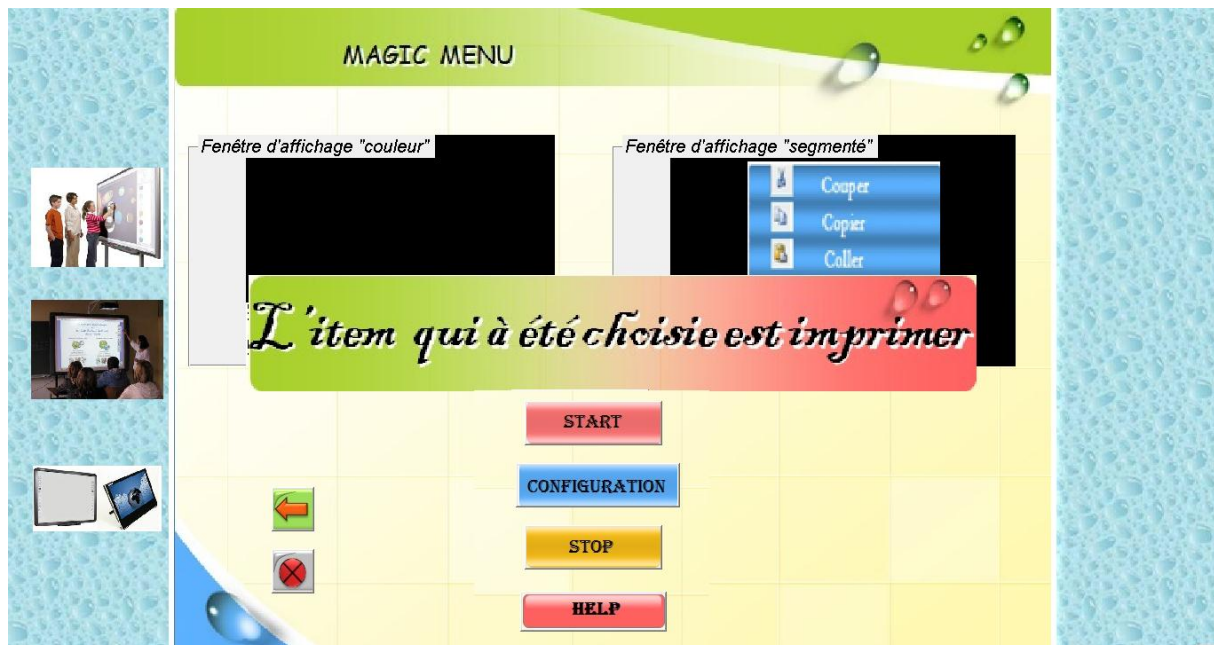 MAGIC MENU
Fenêtre d'affichage "couleur"
Fenêtre d'affichage "segmenté"
Couper
Copier
Coller
L'item qui à été choisie est imprimer
START
CONFIGURATION
STOP
HELP